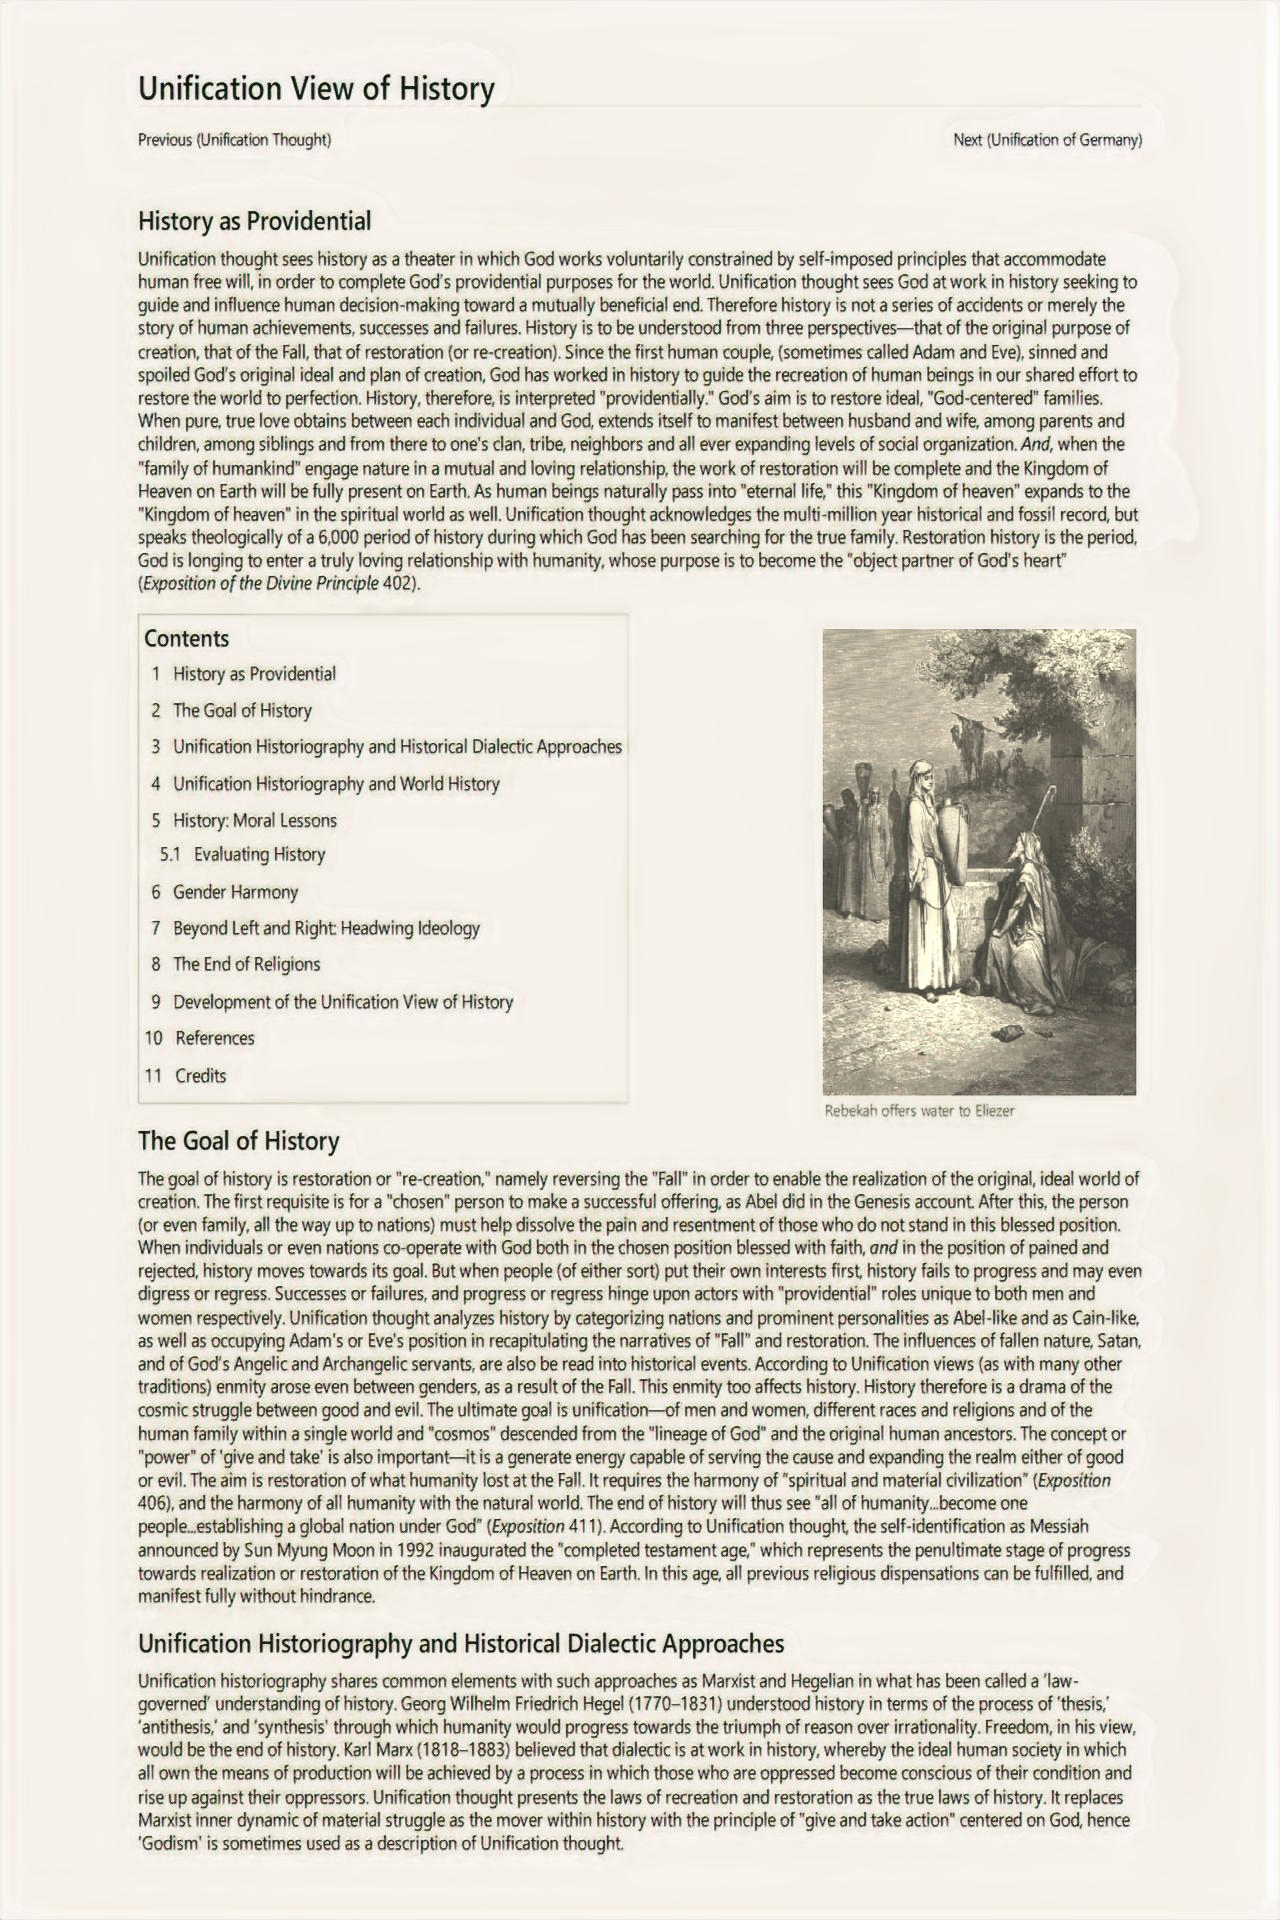 Unification View of History
Previous (Unification Thought)
Next (Unification of Germany)
History as Providential
Unification thought sees history as a theater in which God works voluntarily constrained by self-imposed principles that accommodate
human free will, in order to complete God's providential purposes for the world. Unification thought sees God at work in history seeking to
guide and influence human decision-making toward a mutually beneficial end. Therefore history is not a series of accidents or merely the
story of human achievements, successes and failures. History is to be understood from three perspectives—that of the original purpose of
creation, that of the Fall, that of restoration (or re-creation). Since the first human couple, (sometimes called Adam and Eve), sinned and
spoiled God's original ideal and plan of creation, God has worked in history to guide the recreation of human beings in our shared effort to
restore the world to perfection. History, therefore, is interpreted "providentially." God's aim is to restore ideal, "God-centered" families.
When pure, true love obtains between each individual and God, extends itself to manifest between husband and wife, among parents and
children, among siblings and from there to one's clan, tribe, neighbors and all ever expanding levels of social organization. And, when the
"family of humankind" engage nature in a mutual and loving relationship, the work of restoration will be complete and the Kingdom of
Heaven on Earth will be fully present on Earth. As human beings naturally pass into "eternal life," this "Kingdom of heaven" expands to the
"Kingdom of heaven" in the spiritual world as well. Unification thought acknowledges the multi-million year historical and fossil record, but
speaks theologically of a 6,000 period of history during which God has been searching for the true family. Restoration history is the period,
God is longing to enter a truly loving relationship with humanity, whose purpose is to become the "object partner of God's heart"
(Exposition of the Divine Principle 402).
Contents
1 History as Providential
2 The Goal of History
3 Unification Historiography and Historical Dialectic Approaches
4 Unification Historiography and World History
5 History: Moral Lessons
5.1 Evaluating History
6 Gender Harmony
7 Beyond Left and Right: Headwing Ideology
8 The End of Religions
9 Development of the Unification View of History
10 References
11 Credits
Rebekah offers water to Eliezer
The Goal of History
The goal of history is restoration or "re-creation," namely reversing the "Fall" in order to enable the realization of the original, ideal world of
creation. The first requisite is for a "chosen" person to make a successful offering, as Abel did in the Genesis account. After this, the person
(or even family, all the way up to nations) must help dissolve the pain and resentment of those who do not stand in this blessed position.
When individuals or even nations co-operate with God both in the chosen position blessed with faith, and in the position of pained and
rejected, history moves towards its goal. But when people (of either sort) put their own interests first, history fails to progress and may even
digress or regress. Successes or failures, and progress or regress hinge upon actors with "providential" roles unique to both men and
women respectively. Unification thought analyzes history by categorizing nations and prominent personalities as Abel-like and as Cain-like,
as well as occupying Adam's or Eve's position in recapitulating the narratives of "Fall" and restoration. The influences of fallen nature, Satan,
and of God's Angelic and Archangelic servants, are also be read into historical events. According to Unification views (as with many other
traditions) enmity arose even between genders, as a result of the Fall. This enmity too affects history. History therefore is a drama of the
cosmic struggle between good and evil. The ultimate goal is unification—of men and women, different races and religions and of the
human family within a single world and "cosmos" descended from the "lineage of God" and the original human ancestors. The concept or
"power" of 'give and take' is also important—it is a generate energy capable of serving the cause and expanding the realm either of good
or evil. The aim is restoration of what humanity lost at the Fall. It requires the harmony of "spiritual and material civilization" (Exposition
406), and the harmony of all humanity with the natural world. The end of history will thus see "all of humanity...become one
people...establishing a global nation under God" (Exposition 411). According to Unification thought, the self-identification as Messiah
announced by Sun Myung Moon in 1992 inaugurated the "completed testament age," which represents the penultimate stage of progress
towards realization or restoration of the Kingdom of Heaven on Earth. In this age, all previous religious dispensations can be fulfilled, and
manifest fully without hindrance.
Unification Historiography and Historical Dialectic Approaches
Unification historiography shares common elements with such approaches as Marxist and Hegelian in what has been called a 'law-
governed' understanding of history. Georg Wilhelm Friedrich Hegel (1770–1831) understood history in terms of the process of 'thesis,'
'antithesis,' and 'synthesis' through which humanity would progress towards the triumph of reason over irrationality. Freedom, in his view,
would be the end of history. Karl Marx (1818–1883) believed that dialectic is at work in history, whereby the ideal human society in which
all own the means of production will be achieved by a process in which those who are oppressed become conscious of their condition and
rise up against their oppressors. Unification thought presents the laws of recreation and restoration as the true laws of history. It replaces
Marxist inner dynamic of material struggle as the mover within history with the principle of "give and take action" centered on God, hence
'Godism' is sometimes used as a description of Unification thought.